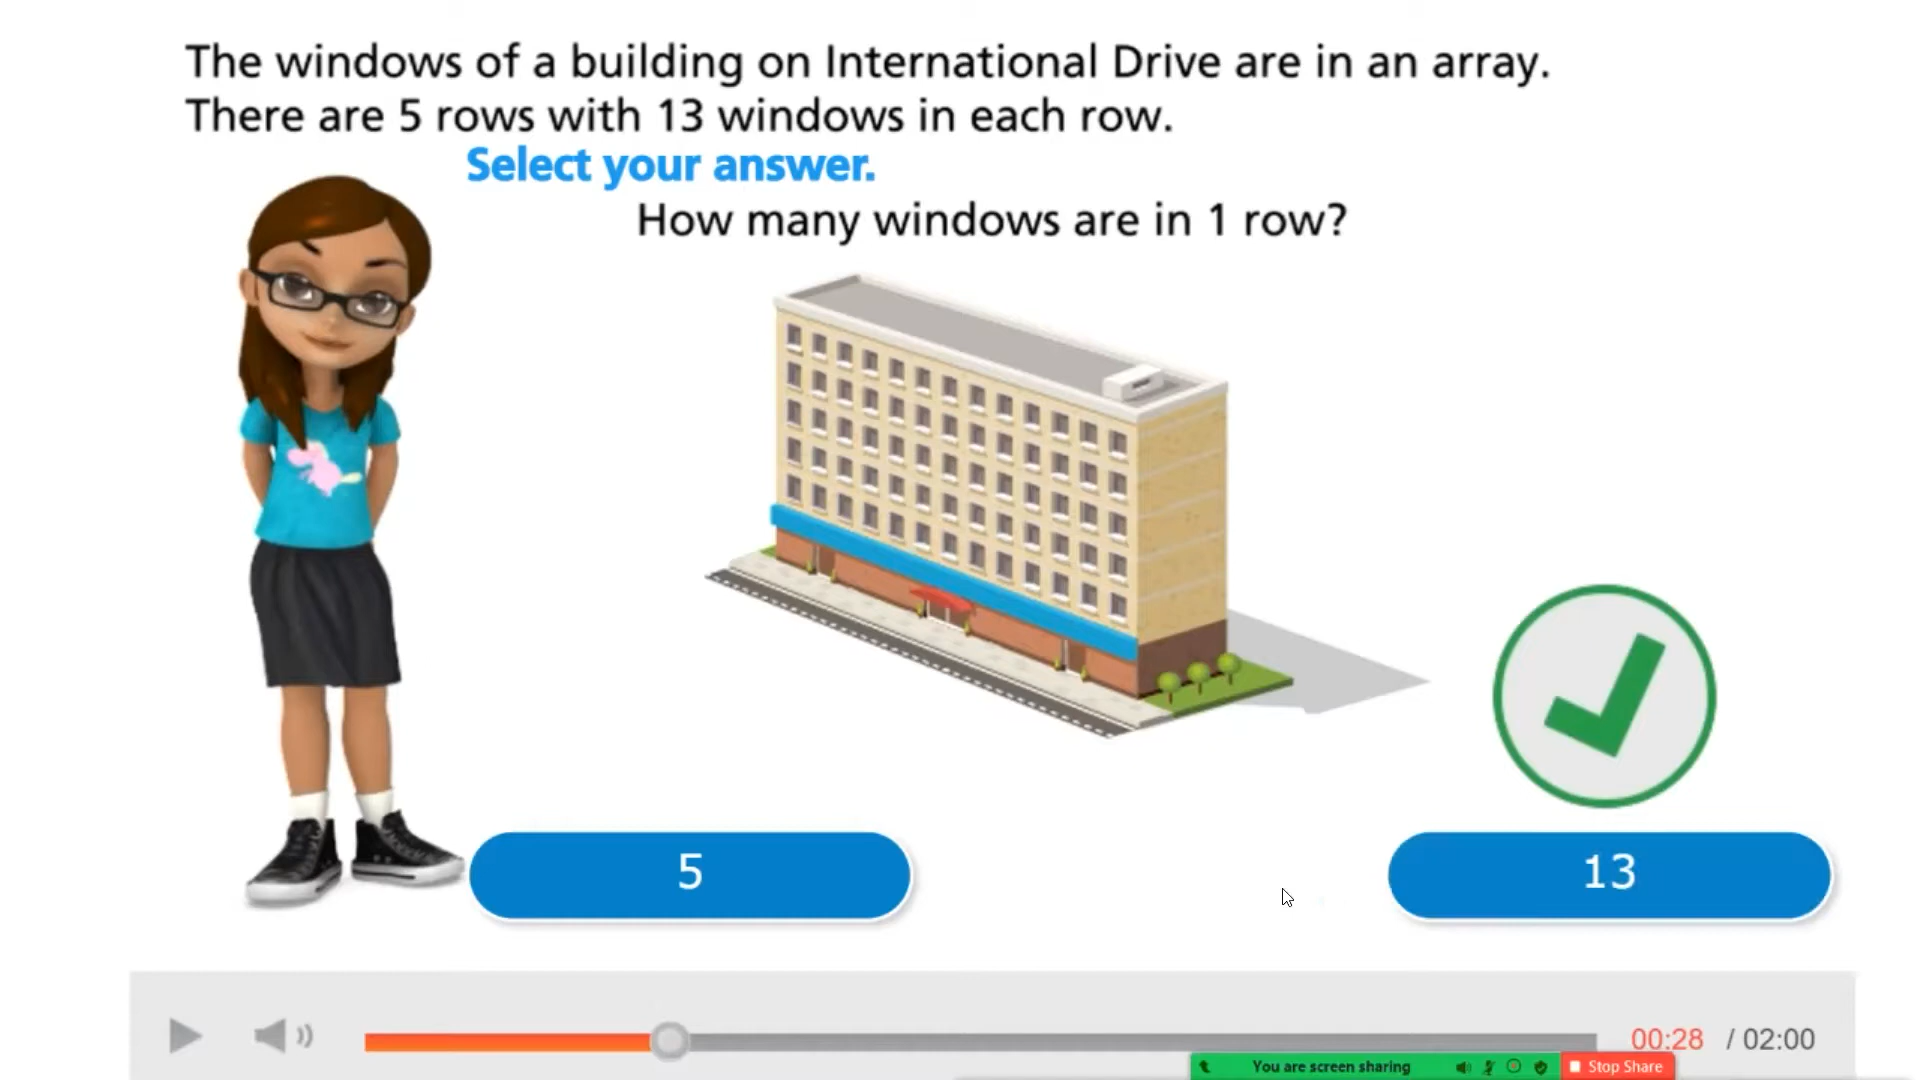 The windows of a building on International Drive are in an array.
There are 5 rows with 13 windows in each row.
Select your answer.
How many windows are in 1 row?
5
13
00:28 / 02:00
You are screen sharing
Stop Share